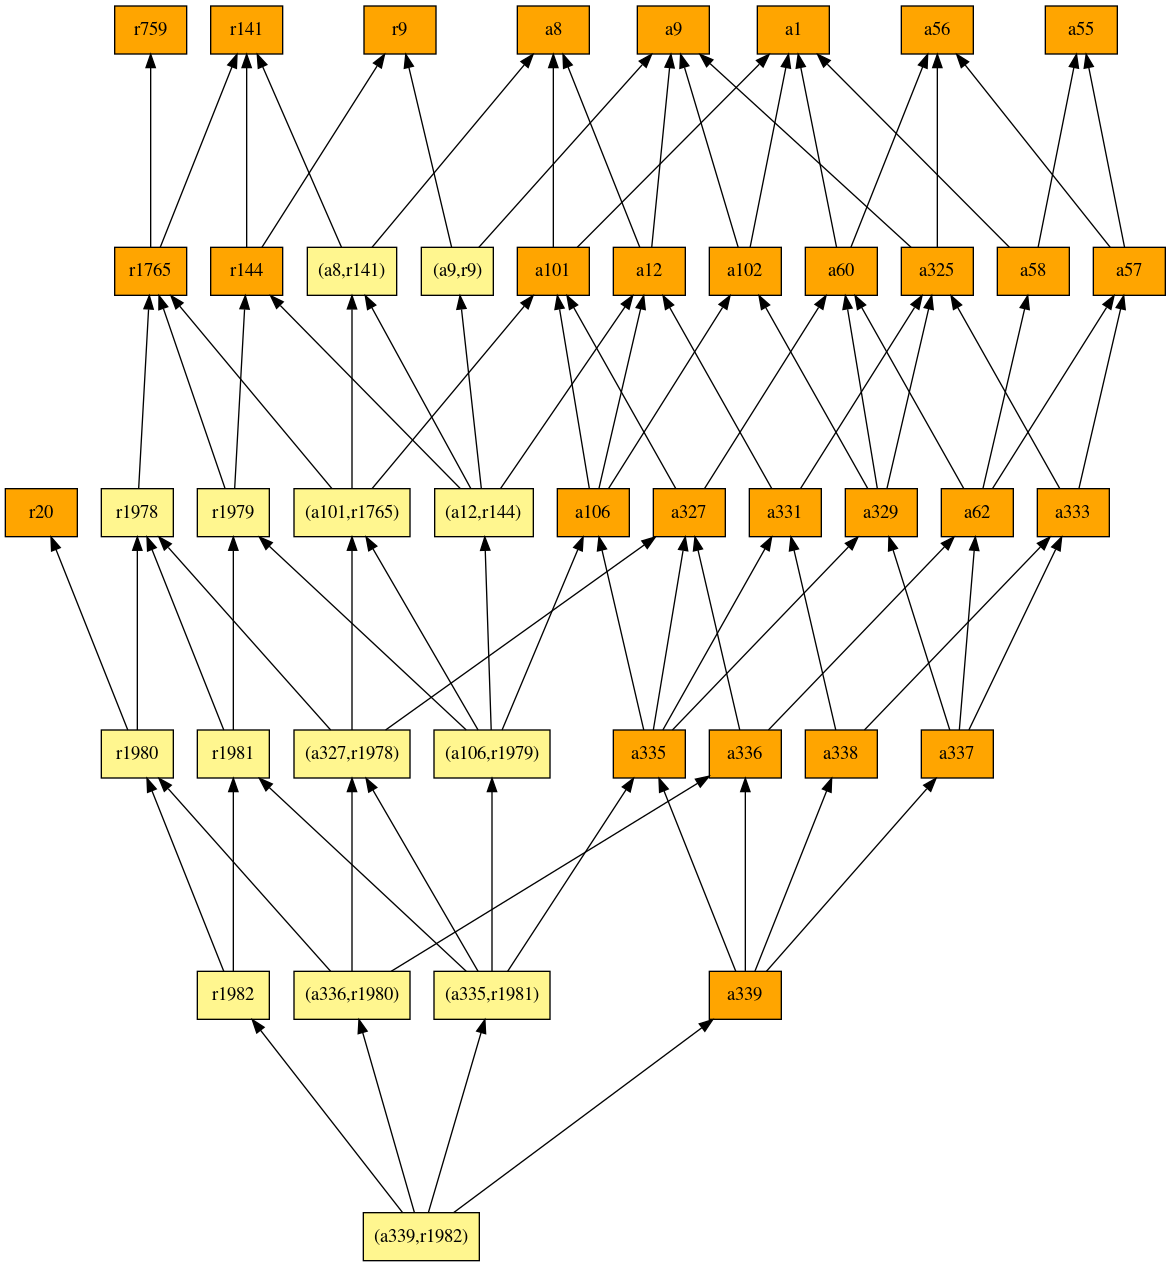 r759
r141
r9
a8
a9
a1
a56
a55
r1765
r144
(a8,r141)
(a9,r9)
a101
a12
a102
a60
a325
a58
a57
r20
r1978
r1979
(a101,r1765)
(a12,r144)
a106
a327
a331
a329
a62
a333
r1980
r1981
(a327,r1978)
(a106,r1979)
a335
a336
a338
a337
r1982
(a336,r1980)
(a335,r1981)
a339
(a339,r1982)